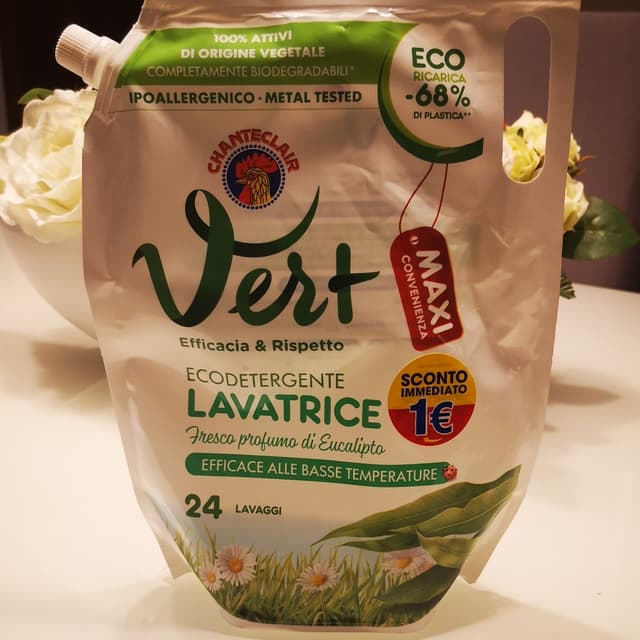 100% ATTIVI
DI ORIGINE VEGETALE
COMPLETAMENTE BIODEGRADABILI*
IPOALLERGENICO · METAL TESTED
ECO
RICARICA
-68%
DI PLASTICA**
CHANTECLAIR
Vert
Efficacia & Rispetto
MAXI
CONVENIENZA
ECODETERGENTE
LAVATRICE
Fresco profumo di Eucalipto
SCONTO
IMMEDIATO
1€
EFFICACE ALLE BASSE TEMPERATURE
24 LAVAGGI